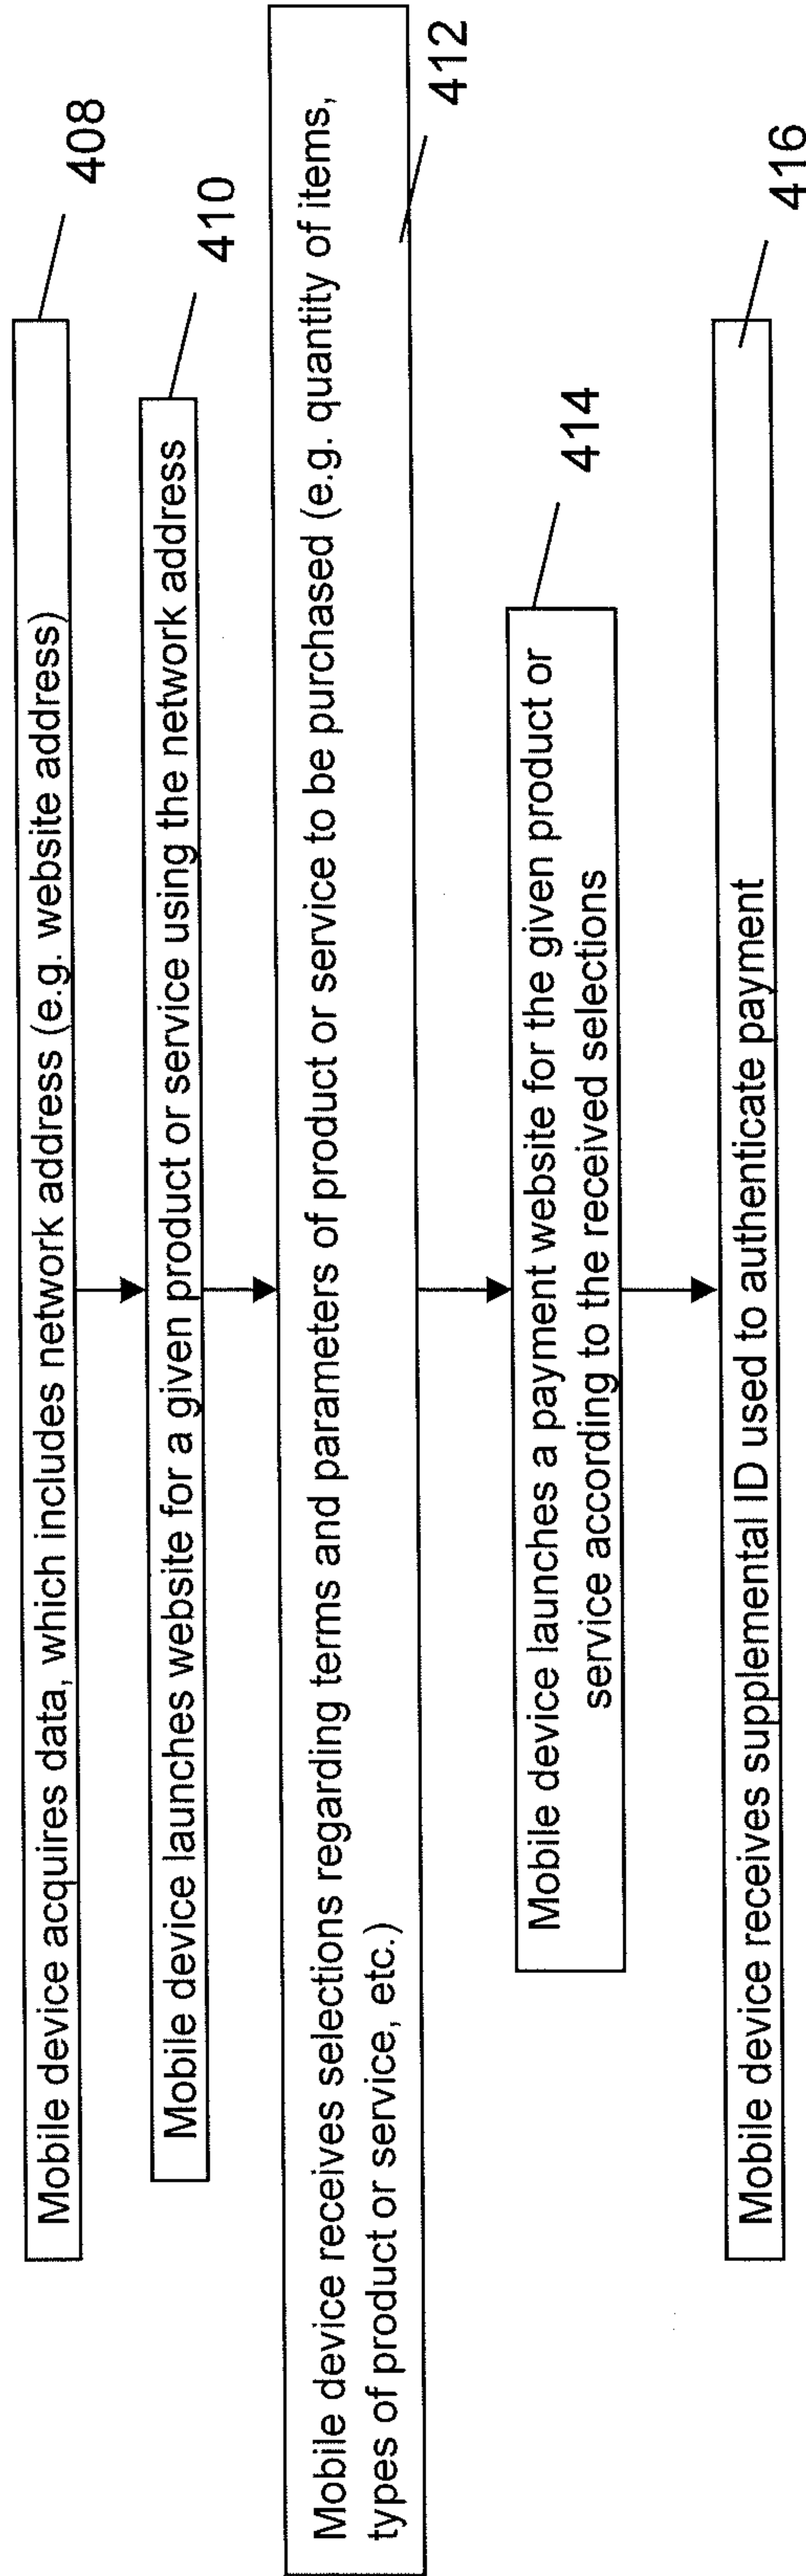 Mobile device acquires data, which includes network address (e.g. website address)
408
Mobile device launches website for a given product or service using the network address
410
Mobile device receives selections regarding terms and parameters of product or service to be purchased (e.g. quantity of items,
types of product or service, etc.)
412
Mobile device launches a payment website for the given product or
service according to the received selections
414
Mobile device receives supplemental ID used to authenticate payment
416